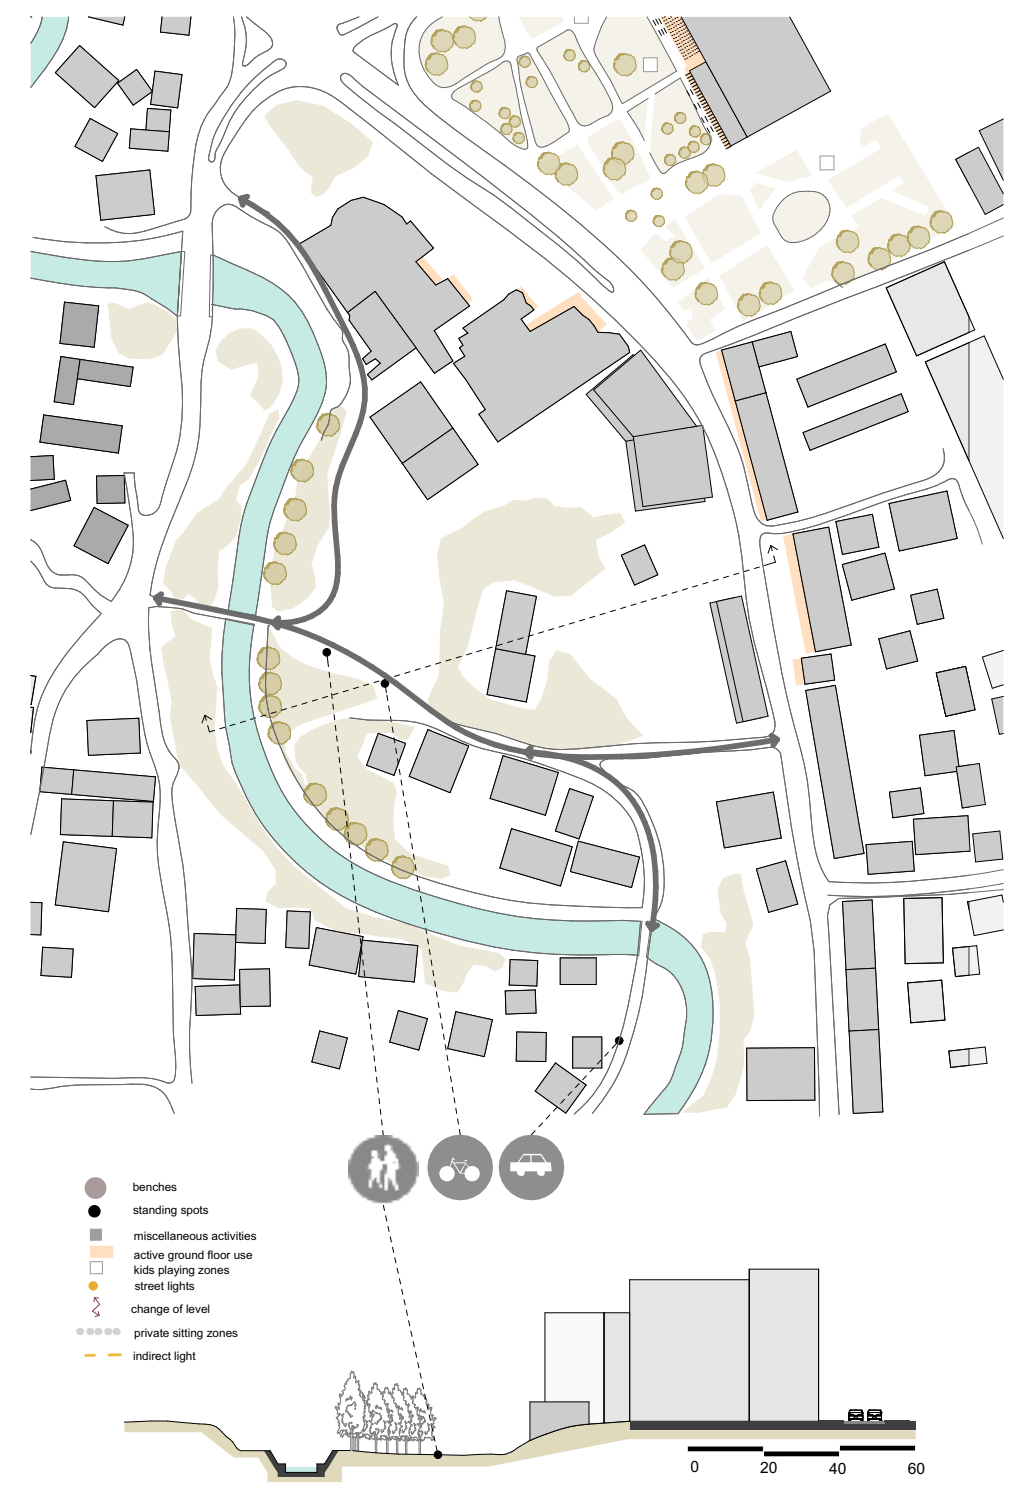 benches
standing spots
miscellaneous activities
active ground floor use
kids playing zones
street lights
change of level
private sitting zones
indirect light
0 20 40 60